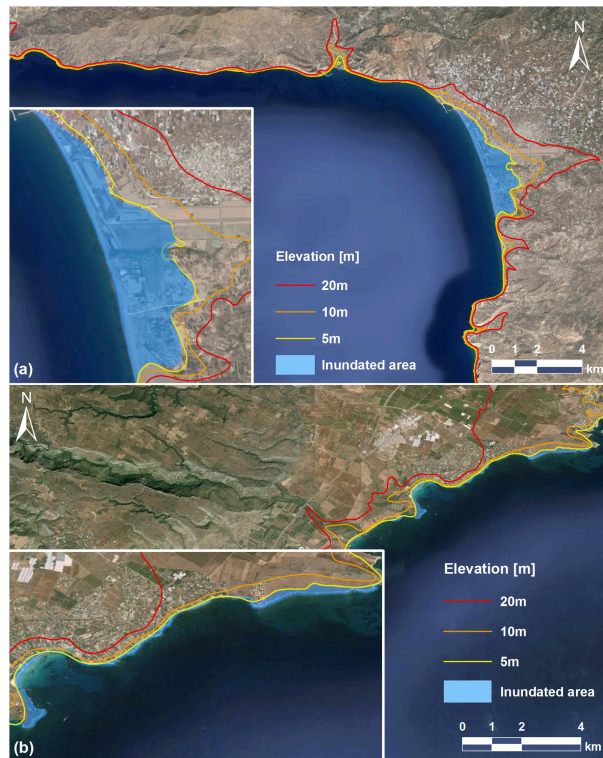 N
Elevation [m]
20m
10m
5m
Inundated area
0 1 2 4
km
(a)
N
Elevation [m]
20m
10m
5m
Inundated area
0 1 2 4
km
(b)